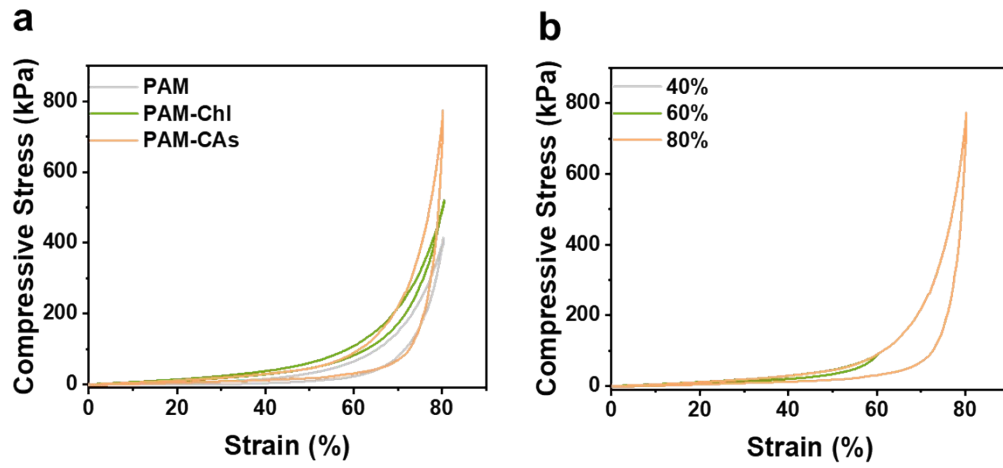 a
PAM
PAM-Chl
PAM-CAs
Compressive Stress (kPa)
800
600
400
200
0
0 20 40 60 80
Strain (%)
b
40%
60%
80%
Compressive Stress (kPa)
800
600
400
200
0
0 20 40 60 80
Strain (%)